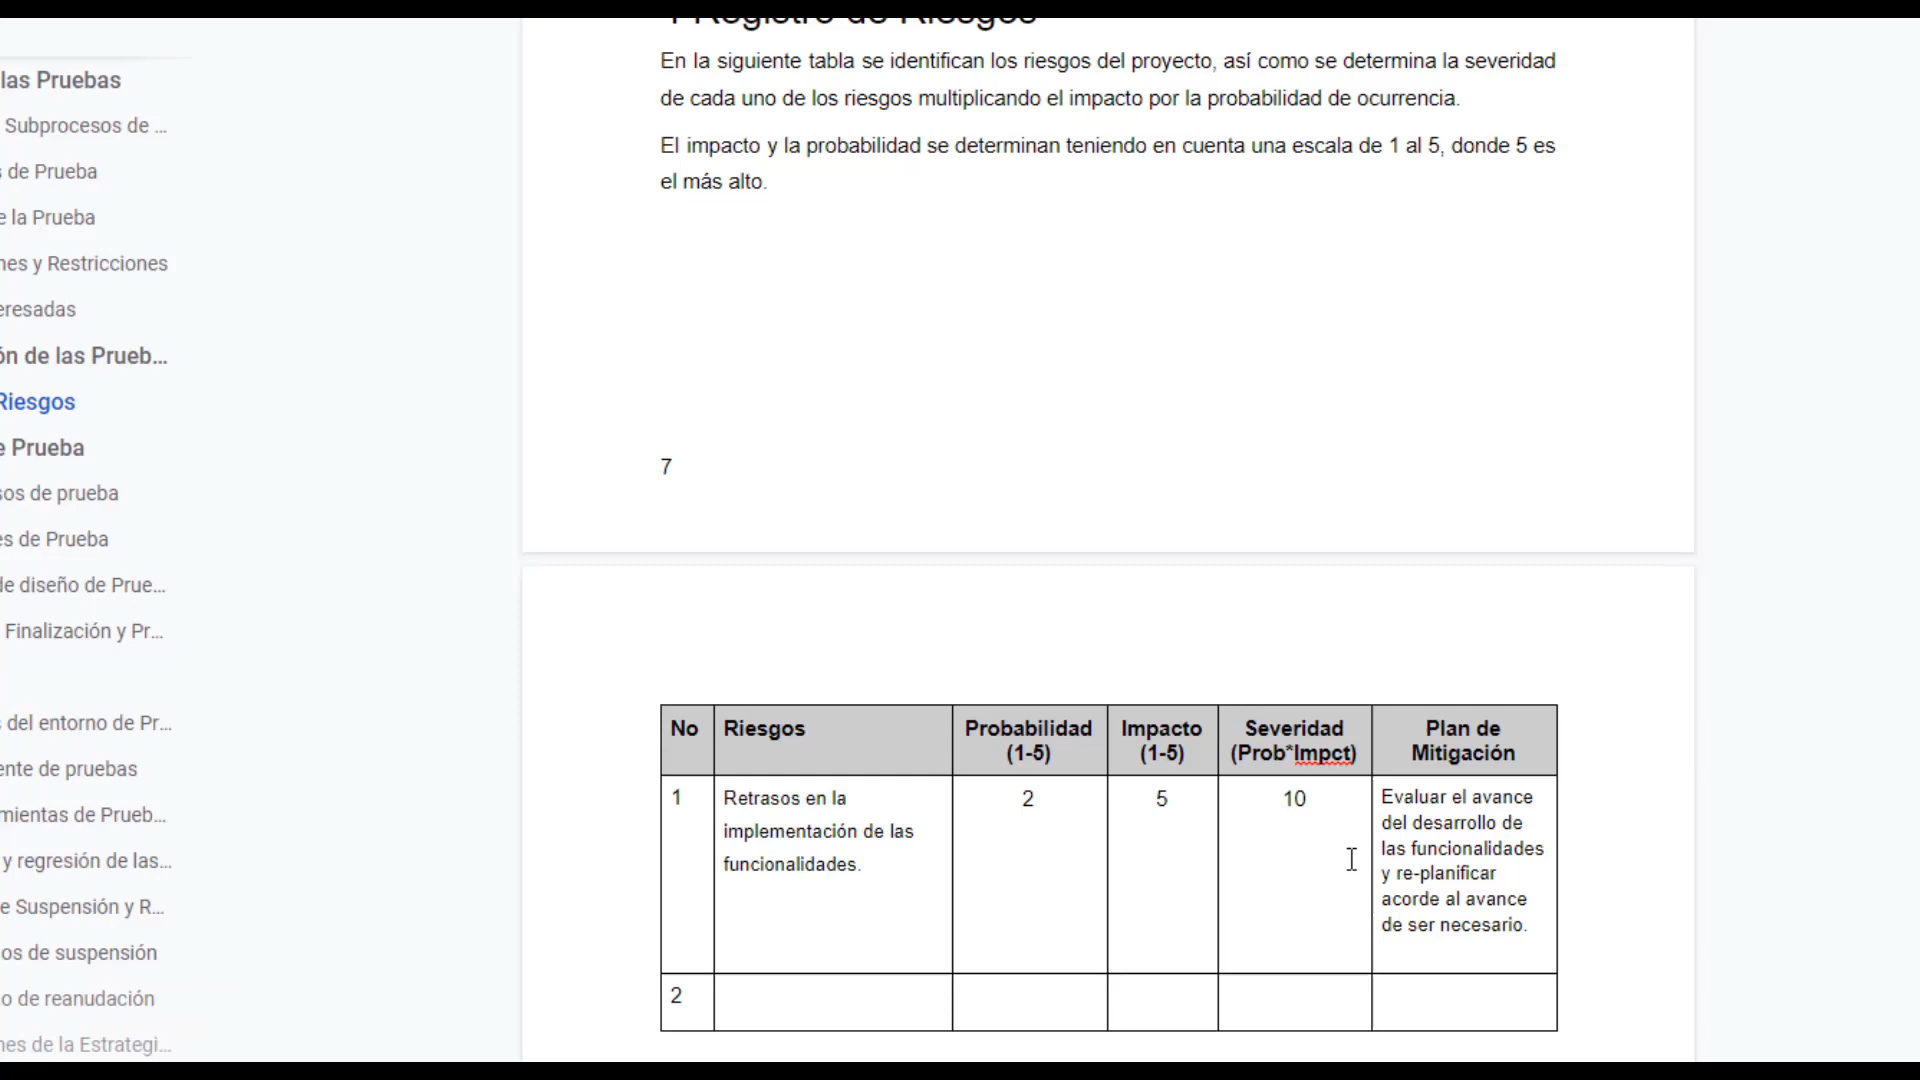 Registro de Riesgos
En la siguiente tabla se identifican los riesgos del proyecto, así como se determina la severidad
de cada uno de los riesgos multiplicando el impacto por la probabilidad de ocurrencia.
El impacto y la probabilidad se determinan teniendo en cuenta una escala de 1 al 5, donde 5 es
el más alto.
7
las Pruebas
Subprocesos de ...
s de Prueba
e la Prueba
nes y Restricciones
eresadas
ón de las Prueb...
Riesgos
e Prueba
sos de prueba
es de Prueba
de diseño de Prue...
Finalización y Pr...
s del entorno de Pr...
ente de pruebas
mientas de Prueb...
y regresión de las...
e Suspensión y R...
os de suspensión
o de reanudación
nes de la Estrategi...
No
Riesgos
Probabilidad
(1-5)
Impacto
(1-5)
Severidad
(Prob*Impct)
Plan de
Mitigación
1
Retrasos en la
implementación de las
funcionalidades.
2
5
10
Evaluar el avance
del desarrollo de
las funcionalidades
y re-planificar
acorde al avance
de ser necesario.
2